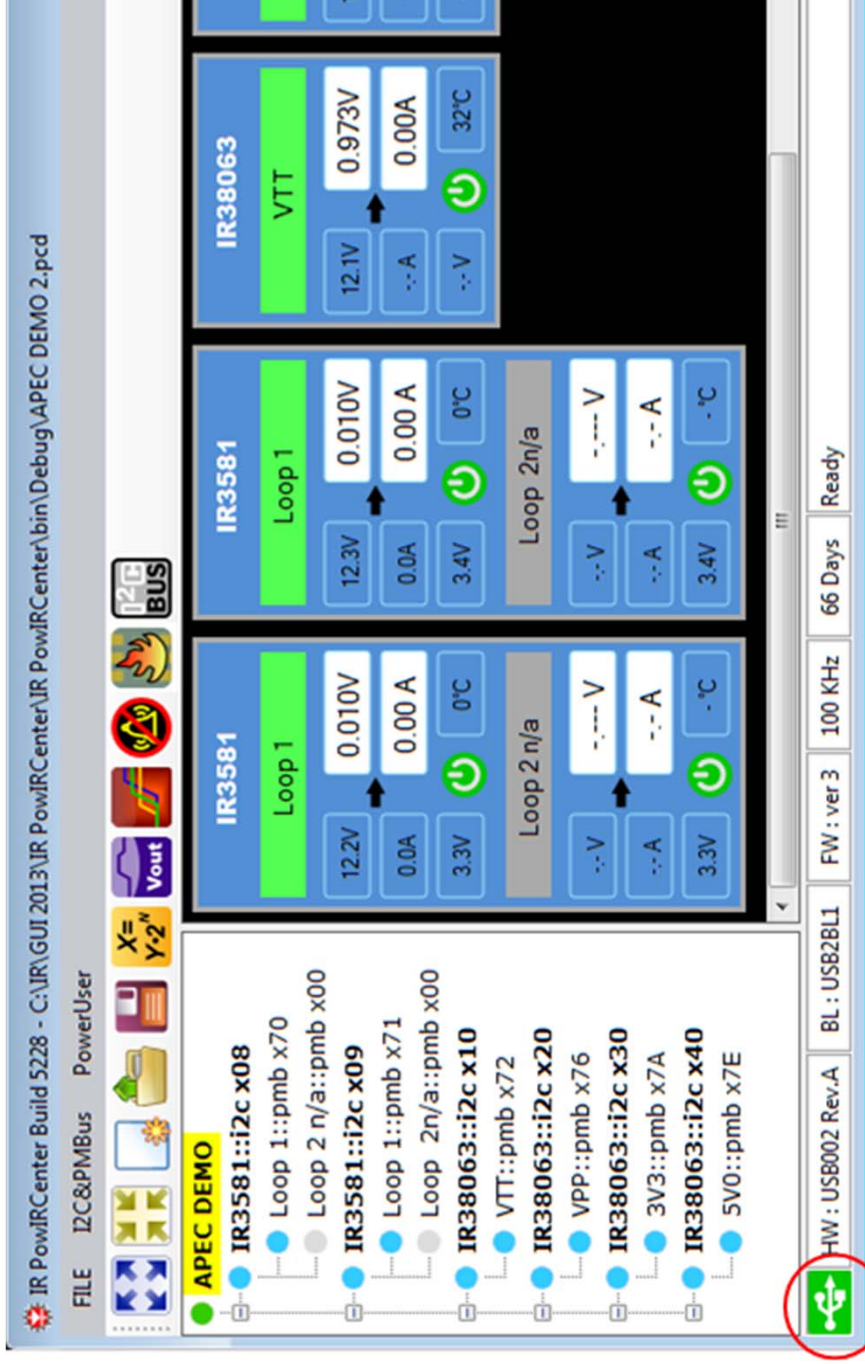 IR PowIRCenter Build 5228 - C:\IR\GUI 2013\IR PowIRCenter\IR PowIRCenter\bin\Debug\APEC DEMO 2.pcd
FILE I2C&PMBus PowerUser
X=
Y·2ᴺ
Vout
I²C
BUS
APEC DEMO
IR3581::i2c x08
Loop 1::pmb x70
Loop 2 n/a::pmb x00
IR3581::i2c x09
Loop 1::pmb x71
Loop 2n/a::pmb x00
IR38063::i2c x10
VTT::pmb x72
IR38063::i2c x20
VPP::pmb x76
IR38063::i2c x30
3V3::pmb x7A
IR38063::i2c x40
5V0::pmb x7E
IR3581
Loop 1
12.2V 0.010V
0.0A 0.00 A
3.3V 0°C
Loop 2 n/a
-.- V -.--- V
-.- A -.- A
3.3V - °C
IR3581
Loop 1
12.3V 0.010V
0.0A 0.00 A
3.4V 0°C
Loop 2n/a
-.- V -.--- V
-.- A -.- A
3.4V - °C
IR38063
VTT
12.1V 0.973V
-.- A 0.00A
-.- V 32°C
HW : USB002 Rev.A BL : USB2BL1 FW : ver 3 100 KHz 66 Days Ready